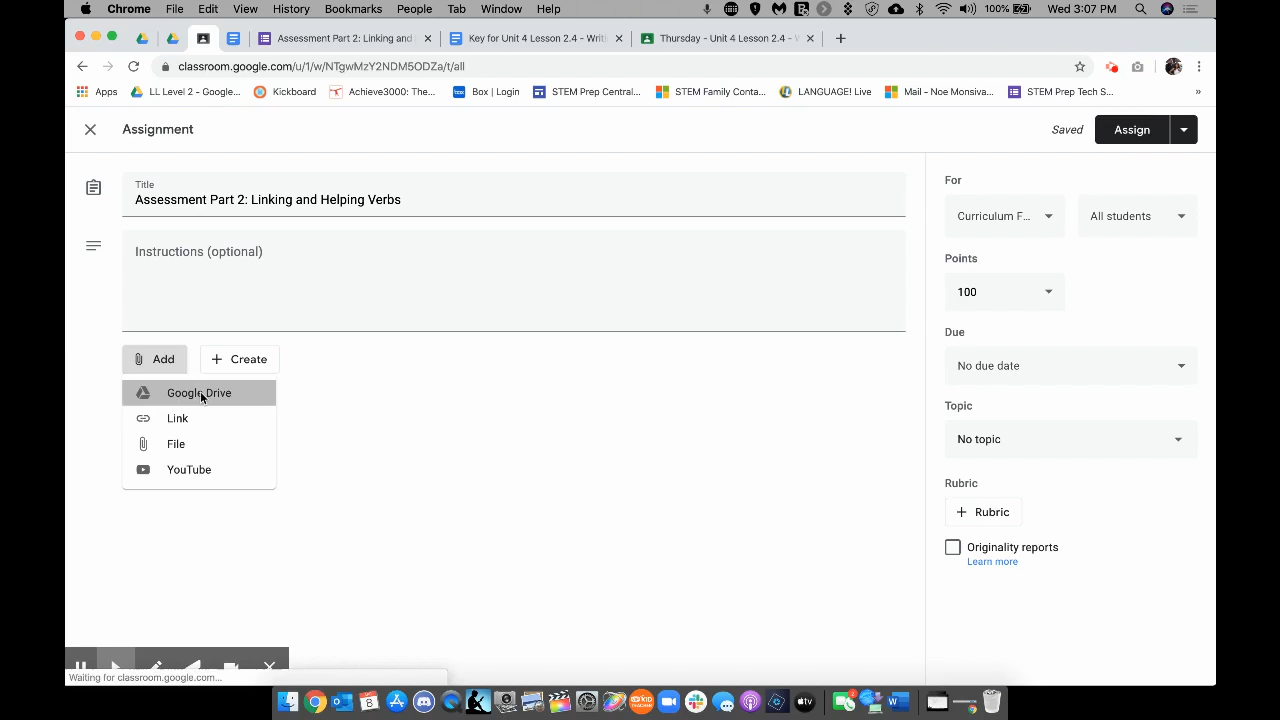 Chrome File Edit View History Bookmarks People Tab Window Help 100% Wed 3:07 PM
Assessment Part 2: Linking and Key for Unit 4 Lesson 2.4 - Writi Thursday - Unit 4 Lesson 2.4 -
classroom.google.com/u/1/w/NTgwMzY2NDM5ODZa/t/all
Apps LL Level 2 - Google... Kickboard Achieve3000: The... Box | Login STEM Prep Central... STEM Family Conta... LANGUAGE! Live Mail - Noe Monsiva... STEM Prep Tech S... »
Assignment Saved Assign
Title
Assessment Part 2: Linking and Helping Verbs
Instructions (optional)
Add + Create
Google Drive
Link
File
YouTube
For
Curriculum F... All students
Points
100
Due
No due date
Topic
No topic
Rubric
+ Rubric
Originality reports
Learn more
Waiting for classroom.google.com...